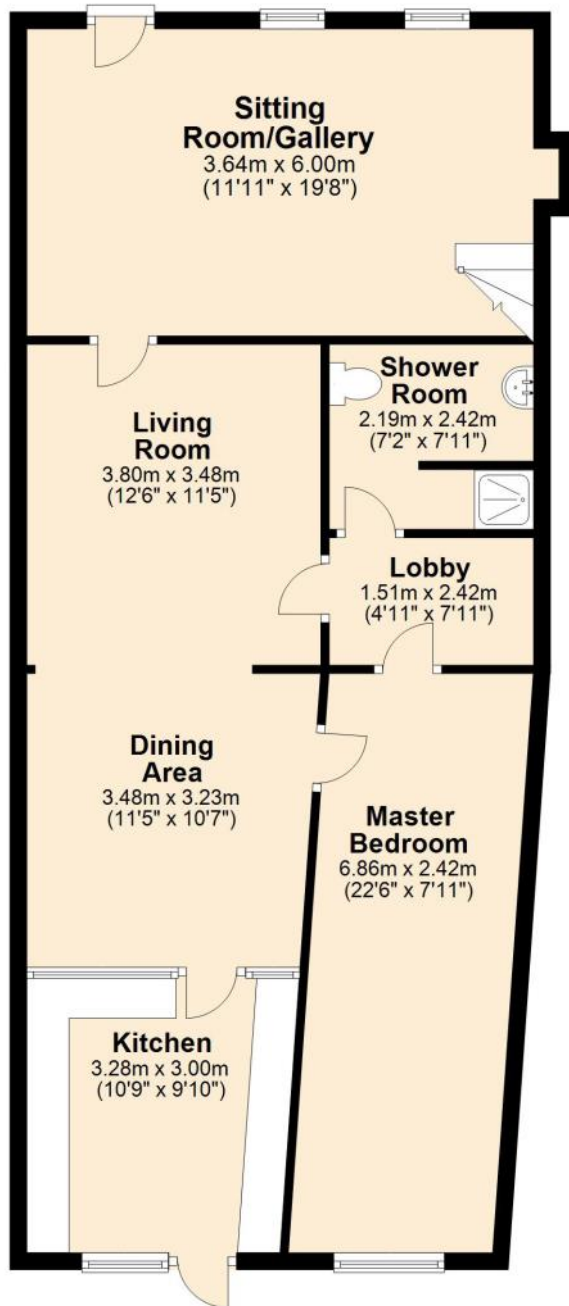 Sitting
Room/Gallery
3.64m x 6.00m
(11'11" x 19'8")
Shower
Room
2.19m x 2.42m
(7'2" x 7'11")
Living
Room
3.80m x 3.48m
(12'6" x 11'5")
Lobby
1.51m x 2.42m
(4'11" x 7'11")
Dining
Area
3.48m x 3.23m
(11'5" x 10'7")
Master
Bedroom
6.86m x 2.42m
(22'6" x 7'11")
Kitchen
3.28m x 3.00m
(10'9" x 9'10")